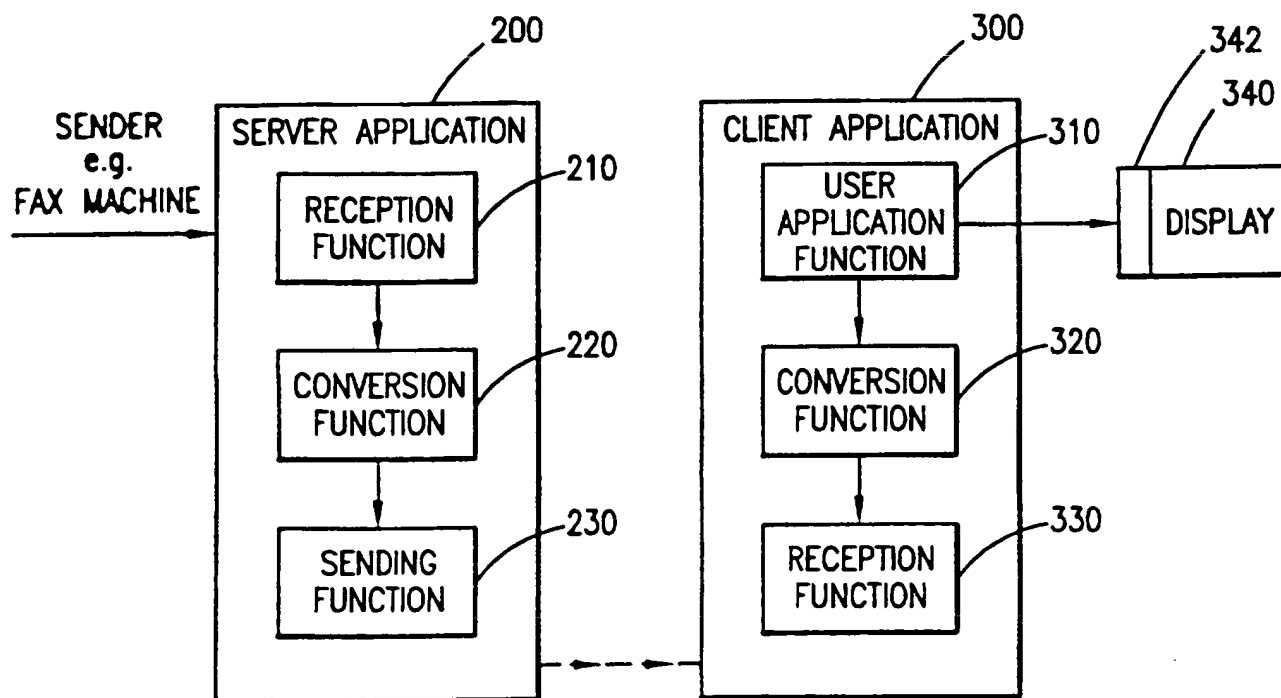 200
300
342
340
SENDER
e.g.
FAX MACHINE
SERVER APPLICATION
210
RECEPTION
FUNCTION
220
CONVERSION
FUNCTION
230
SENDING
FUNCTION
CLIENT APPLICATION
310
USER
APPLICATION
FUNCTION
320
CONVERSION
FUNCTION
330
RECEPTION
FUNCTION
DISPLAY